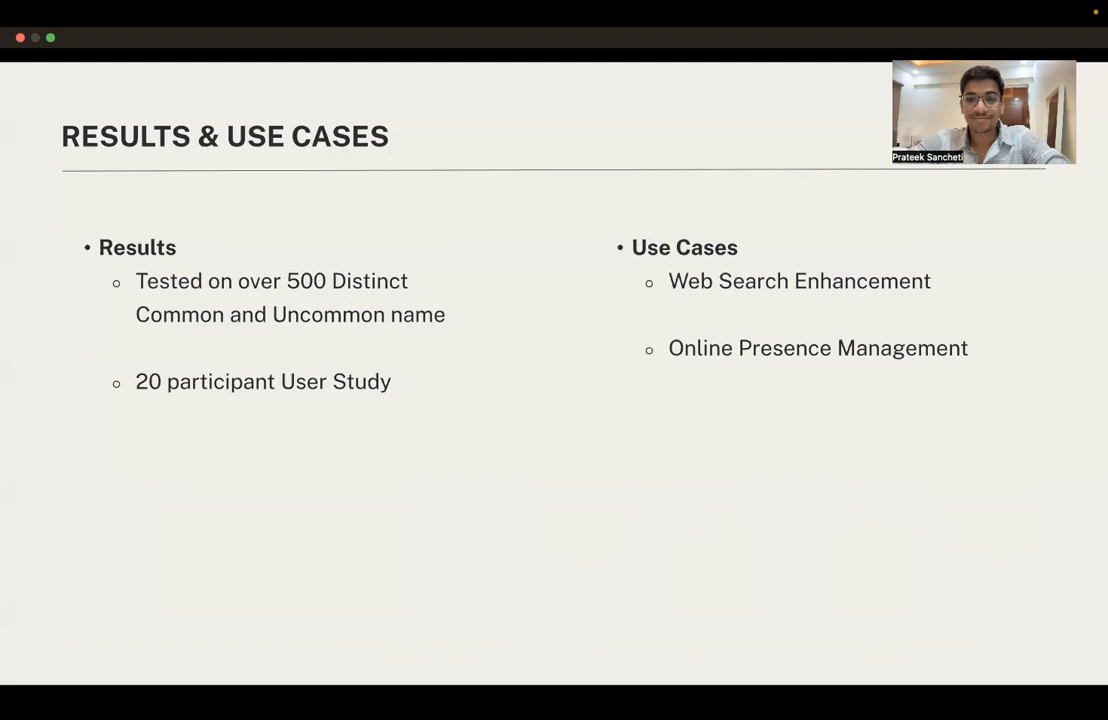 RESULTS & USE CASES
Prateek Sancheti
• Results
○ Tested on over 500 Distinct
Common and Uncommon name
○ 20 participant User Study
• Use Cases
○ Web Search Enhancement
○ Online Presence Management